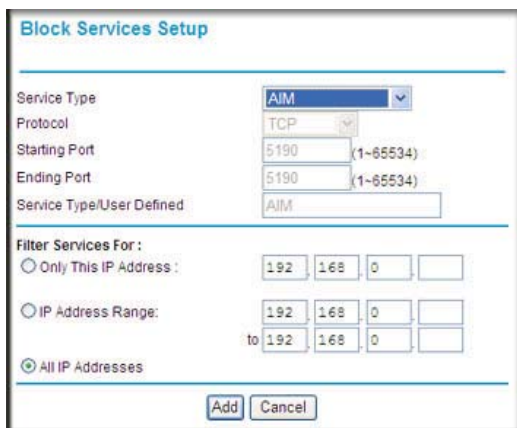 Block Services Setup
Service Type AIM
Protocol TCP
Starting Port 5190 (1~65534)
Ending Port 5190 (1~65534)
Service Type/User Defined AIM
Filter Services For :
Only This IP Address : 192 . 168 . 0 .
IP Address Range: 192 . 168 . 0 .
to 192 . 168 . 0 .
All IP Addresses
Add Cancel